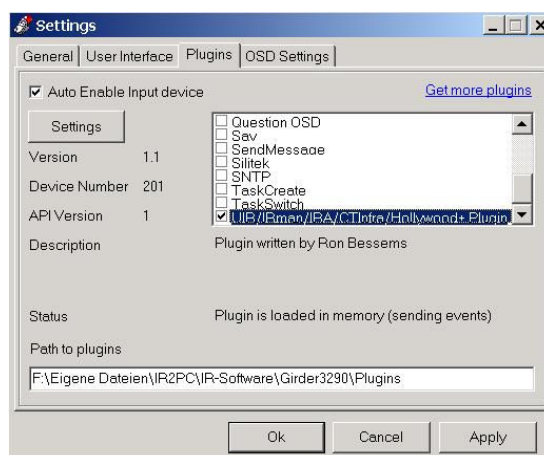 Settings
General User Interface Plugins OSD Settings
Auto Enable Input device
Get more plugins
Settings
Question OSD
Say
SendMessage
Silitek
SNTP
TaskCreate
TaskSwitch
UIR/IRman/IRA/CTInfra/Hollywood+ Plugin
Version 1.1
Device Number 201
API Version 1
Description Plugin written by Ron Bessems
Status Plugin is loaded in memory (sending events)
Path to plugins
F:\Eigene Dateien\IR2PC\IR-Software\Girder3290\Plugins
Ok Cancel Apply